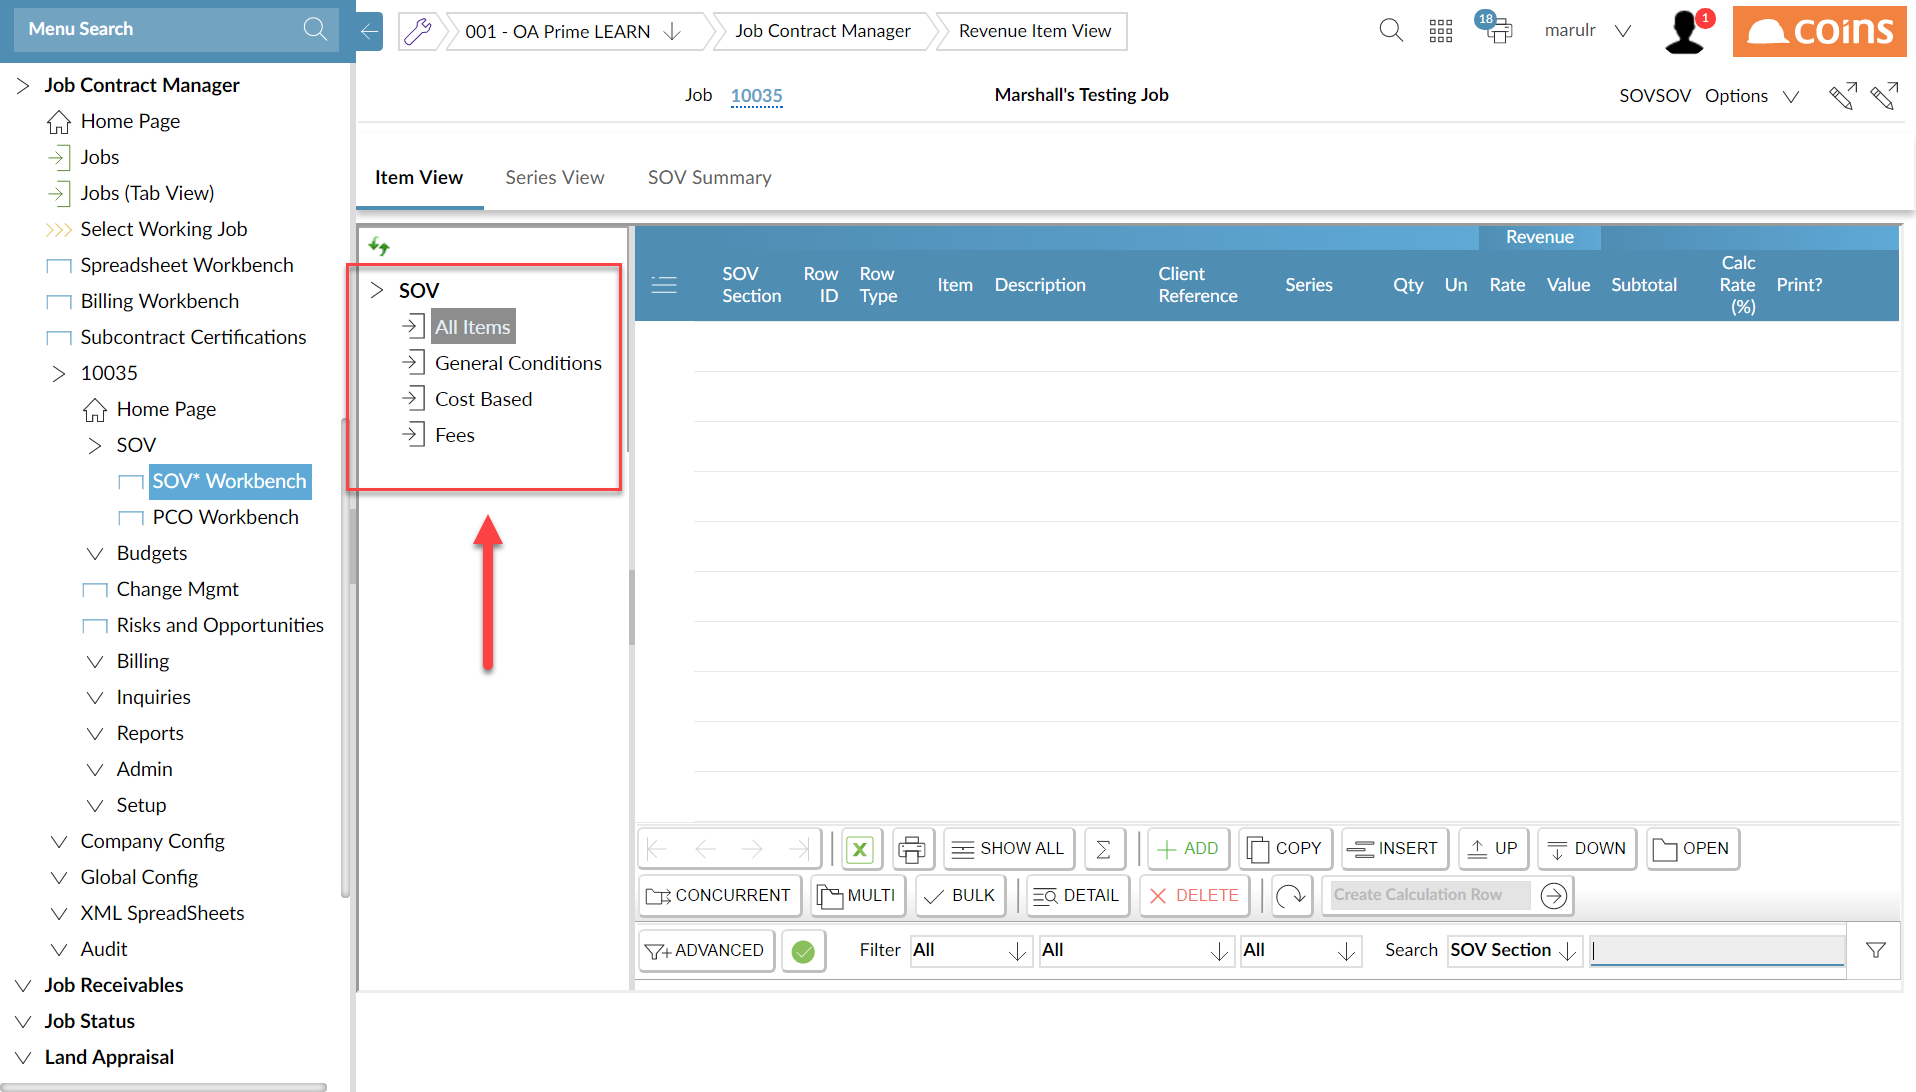 Menu Search
001 - OA Prime LEARN
Job Contract Manager
Revenue Item View
18
marulr
1
coins
Job 10035
Marshall's Testing Job
SOVSOV Options
Job Contract Manager
Home Page
Jobs
Jobs (Tab View)
Select Working Job
Spreadsheet Workbench
Billing Workbench
Subcontract Certifications
10035
Home Page
SOV
SOV* Workbench
PCO Workbench
Budgets
Change Mgmt
Risks and Opportunities
Billing
Inquiries
Reports
Admin
Setup
Company Config
Global Config
XML SpreadSheets
Audit
Job Receivables
Job Status
Land Appraisal
Item View
Series View
SOV Summary
SOV
All Items
General Conditions
Cost Based
Fees
Revenue
SOV Section
Row ID
Row Type
Item
Description
Client Reference
Series
Qty
Un
Rate
Value
Subtotal
Calc Rate (%)
Print?
X
SHOW ALL
Σ
ADD
COPY
INSERT
UP
DOWN
OPEN
CONCURRENT
MULTI
BULK
DETAIL
DELETE
Create Calculation Row
ADVANCED
Filter
All
All
All
Search
SOV Section